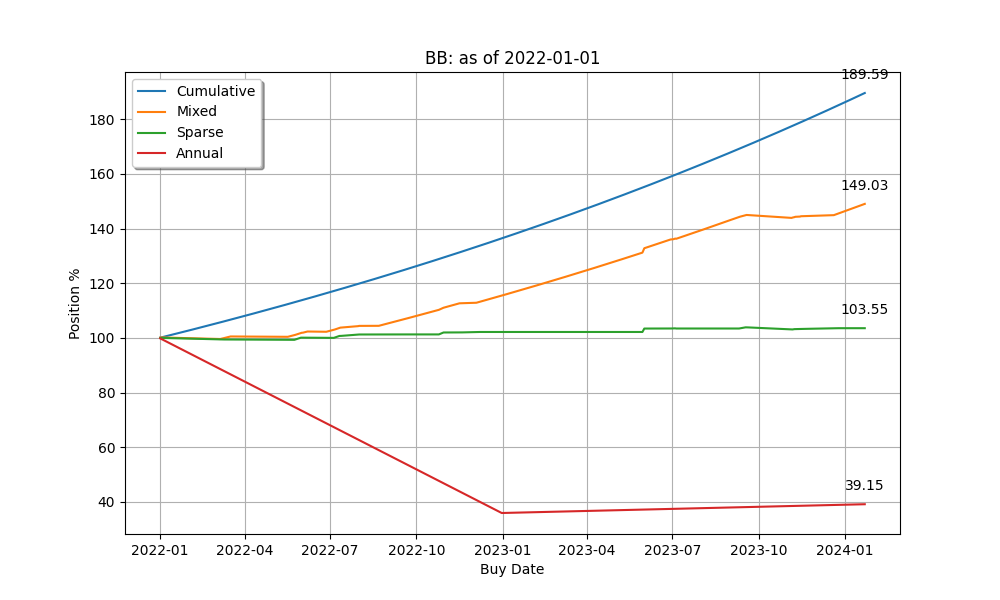 BB: as of 2022-01-01
189.59
Cumulative
Mixed
Sparse
Annual
149.03
103.55
39.15
180
160
140
120
100
80
60
40
Position %
2022-01 2022-04 2022-07 2022-10 2023-01 2023-04 2023-07 2023-10 2024-01
Buy Date